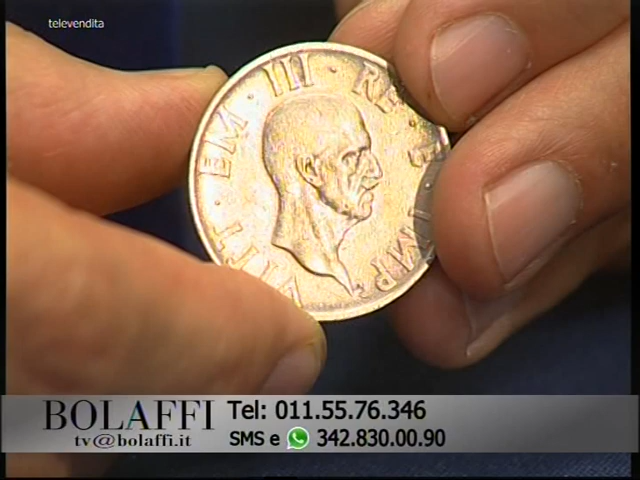 televendita
VITT · EM · III · RE · E · IMP
BOLAFFI
tv@bolaffi.it
Tel: 011.55.76.346
SMS e 342.830.00.90